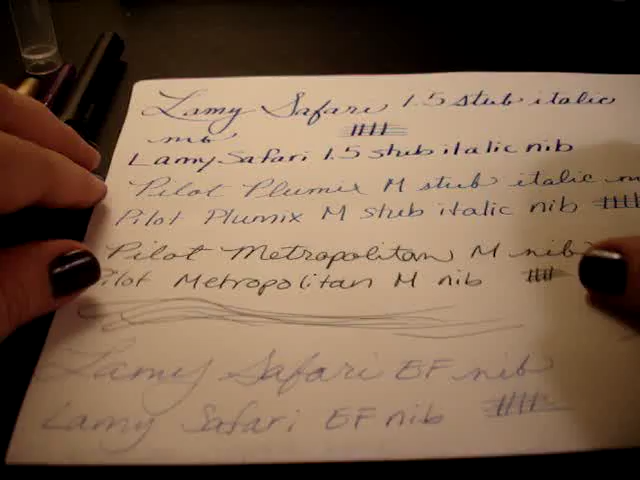 Lamy Safari 1.5 stub italic
nib
Lamy Safari 1.5 stub italic nib
Pilot Plumix M stub italic
Pilot Plumix M stub italic nib
Pilot Metropolitan M nib
Pilot Metropolitan M nib
Lamy Safari EF nib
Lamy Safari EF nib